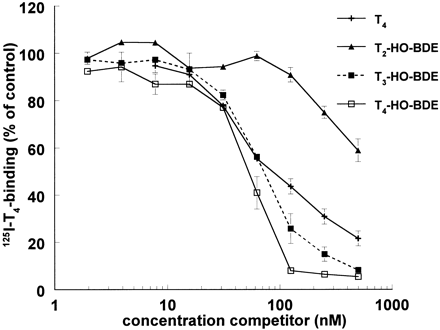 120
100
80
60
40
20
0
1
10
100
1000
concentration competitor (nM)
¹²⁵I-T₄-binding (% of control)
T₄
T₂-HO-BDE
T₃-HO-BDE
T₄-HO-BDE